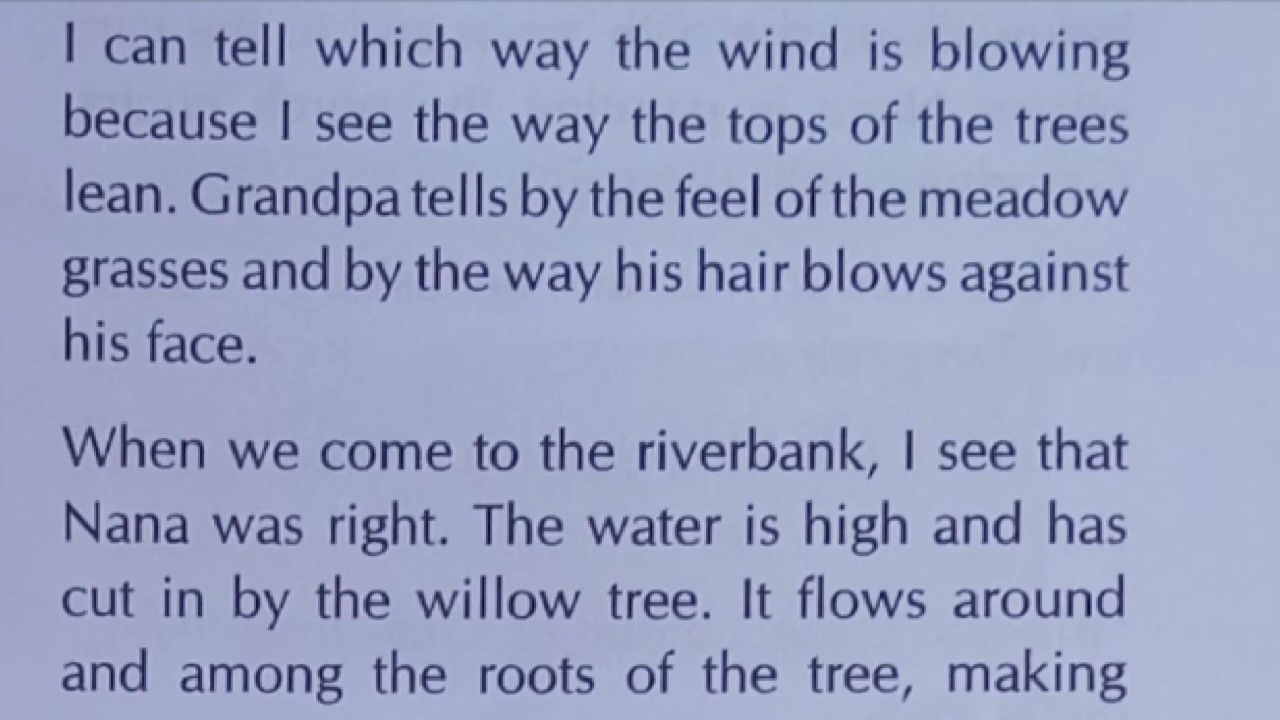 I can tell which way the wind is blowing
because I see the way the tops of the trees
lean. Grandpa tells by the feel of the meadow
grasses and by the way his hair blows against
his face.
When we come to the riverbank, I see that
Nana was right. The water is high and has
cut in by the willow tree. It flows around
and among the roots of the tree, making